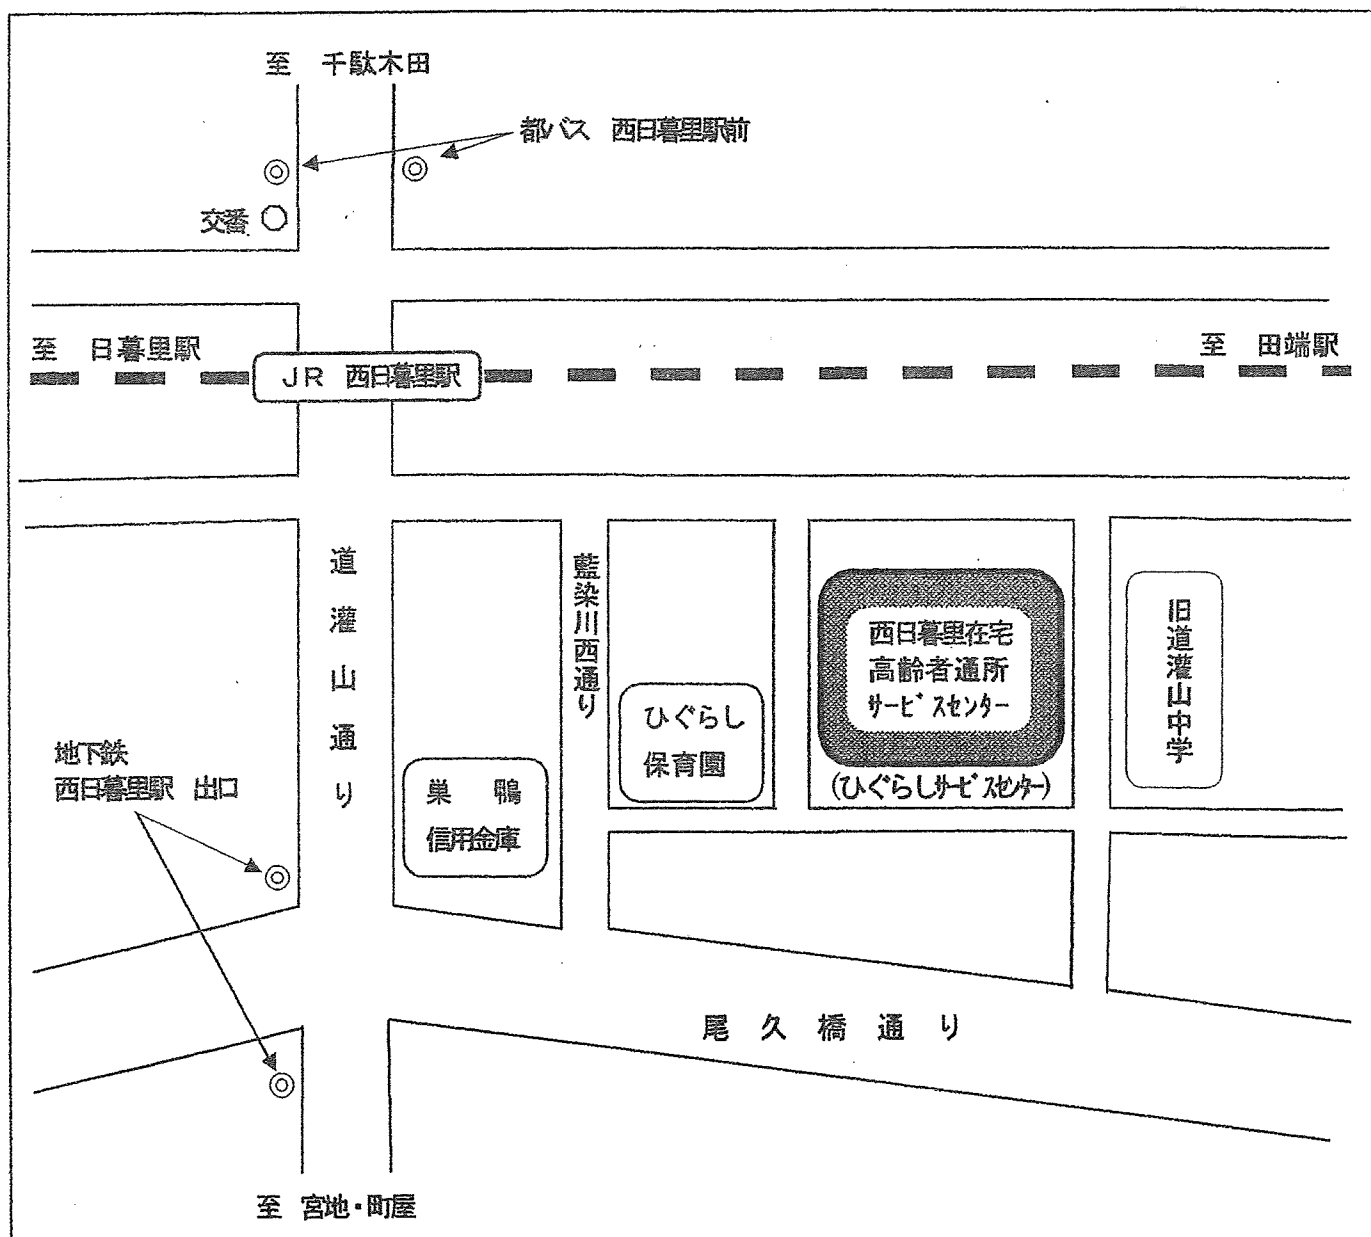 至 千駄木田
都バス 西日暮里駅前
交番
至 日暮里駅
至 田端駅
JR 西日暮里駅
道灌山通り
藍染川西通り
西日暮里在宅
高齢者通所
サービスセンター
(ひぐらしサービスセンター)
旧道灌山中学
ひぐらし
保育園
地下鉄
西日暮里駅 出口
巣鴨
信用金庫
尾久橋通り
至 宮地・町屋